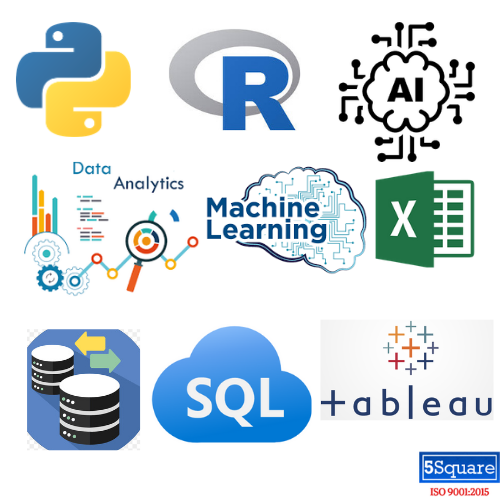 R
AI
Data
Analytics
Machine
Learning
X
SQL
+ableau
5Square
ISO 9001:2015